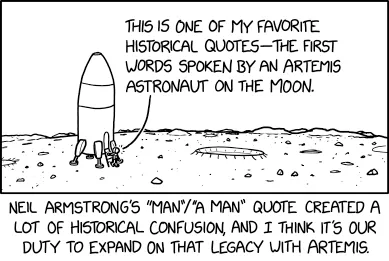 THIS IS ONE OF MY FAVORITE
HISTORICAL QUOTES—THE FIRST
WORDS SPOKEN BY AN ARTEMIS
ASTRONAUT ON THE MOON.
NEIL ARMSTRONG'S "MAN"/"A MAN" QUOTE CREATED A
LOT OF HISTORICAL CONFUSION, AND I THINK IT'S OUR
DUTY TO EXPAND ON THAT LEGACY WITH ARTEMIS.